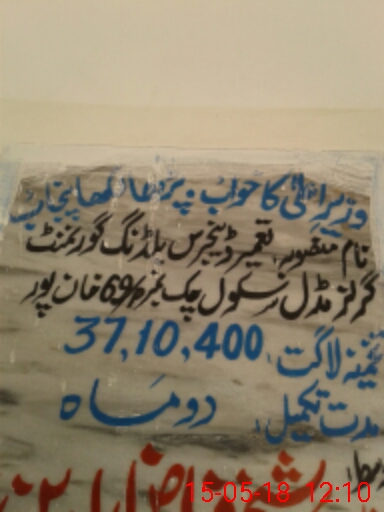 وزیر اعلیٰ کا خواب، پڑھا لکھا پنجاب
نام منصوبہ، تعمیر ڈینجرس بلڈنگ گورنمنٹ
گرلز مڈل سکول چک نمبر 69 خان پور
تخمینہ لاگت، 37,10,400
مدت تکمیل، دو ماہ
15-05-18 12:10